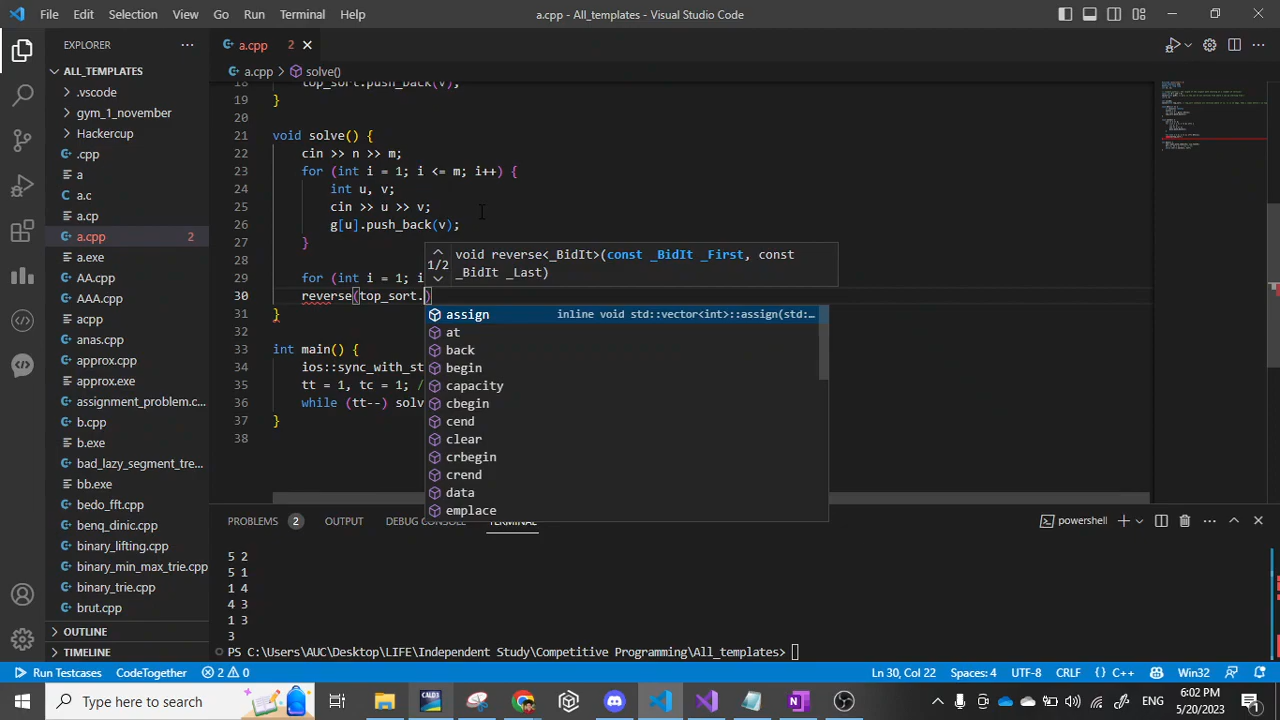 File Edit Selection View Go Run Terminal Help
a.cpp - All_templates - Visual Studio Code
EXPLORER
ALL_TEMPLATES
.vscode
gym_1_november
Hackercup
.cpp
a
a.c
a.cp
a.cpp 2
a.exe
AA.cpp
AAA.cpp
acpp
anas.cpp
approx.cpp
approx.exe
assignment_problem.c...
b.cpp
b.exe
bad_lazy_segment_tre...
bb.exe
bedo_fft.cpp
benq_dinic.cpp
binary_lifting.cpp
binary_min_max_trie.cpp
binary_trie.cpp
brut.cpp
OUTLINE
TIMELINE
a.cpp 2
a.cpp > solve()
18 top_sort.push_back(v);
19 }
20
21 void solve() {
22 cin >> n >> m;
23 for (int i = 1; i <= m; i++) {
24 int u, v;
25 cin >> u >> v;
26 g[u].push_back(v);
27 }
28
29 for (int i = 1; i
30 reverse(top_sort.)
31 }
32
33 int main() {
34 ios::sync_with_st
35 tt = 1, tc = 1; /
36 while (tt--) solv
37 }
38
1/2 void reverse<_BidIt>(const _BidIt _First, const
_BidIt _Last)
assign inline void std::vector<int>::assign(std:...
at
back
begin
capacity
cbegin
cend
clear
crbegin
crend
data
emplace
PROBLEMS 2 OUTPUT DEBUG CONSOLE TERMINAL
powershell
5 2
5 1
1 4
4 3
1 3
3
PS C:\Users\AUC\Desktop\LIFE\Independent Study\Competitive Programming\All_templates>
Run Testcases CodeTogether 2 0
Ln 30, Col 22 Spaces: 4 UTF-8 CRLF {} C++ Win32
Type here to search
CALDS
ENG
6:02 PM
5/20/2023
1